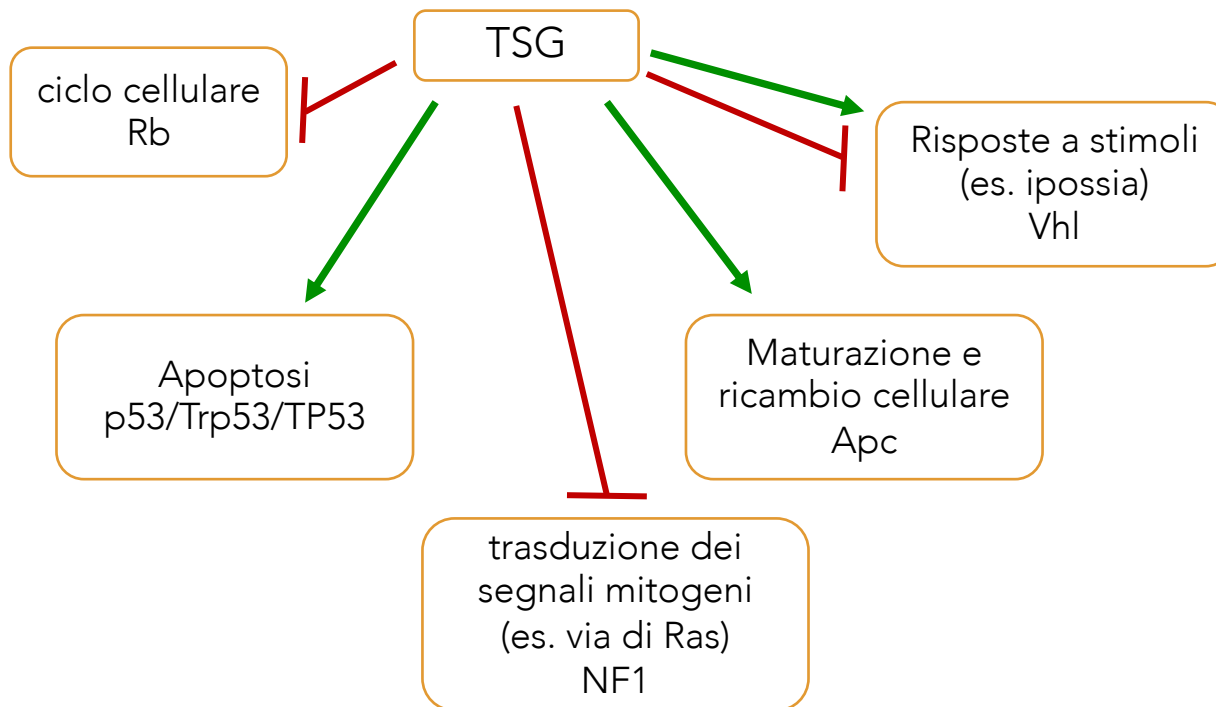 TSG
ciclo cellulare
Rb
Risposte a stimoli
(es. ipossia)
Vhl
Apoptosi
p53/Trp53/TP53
Maturazione e
ricambio cellulare
Apc
trasduzione dei
segnali mitogeni
(es. via di Ras)
NF1